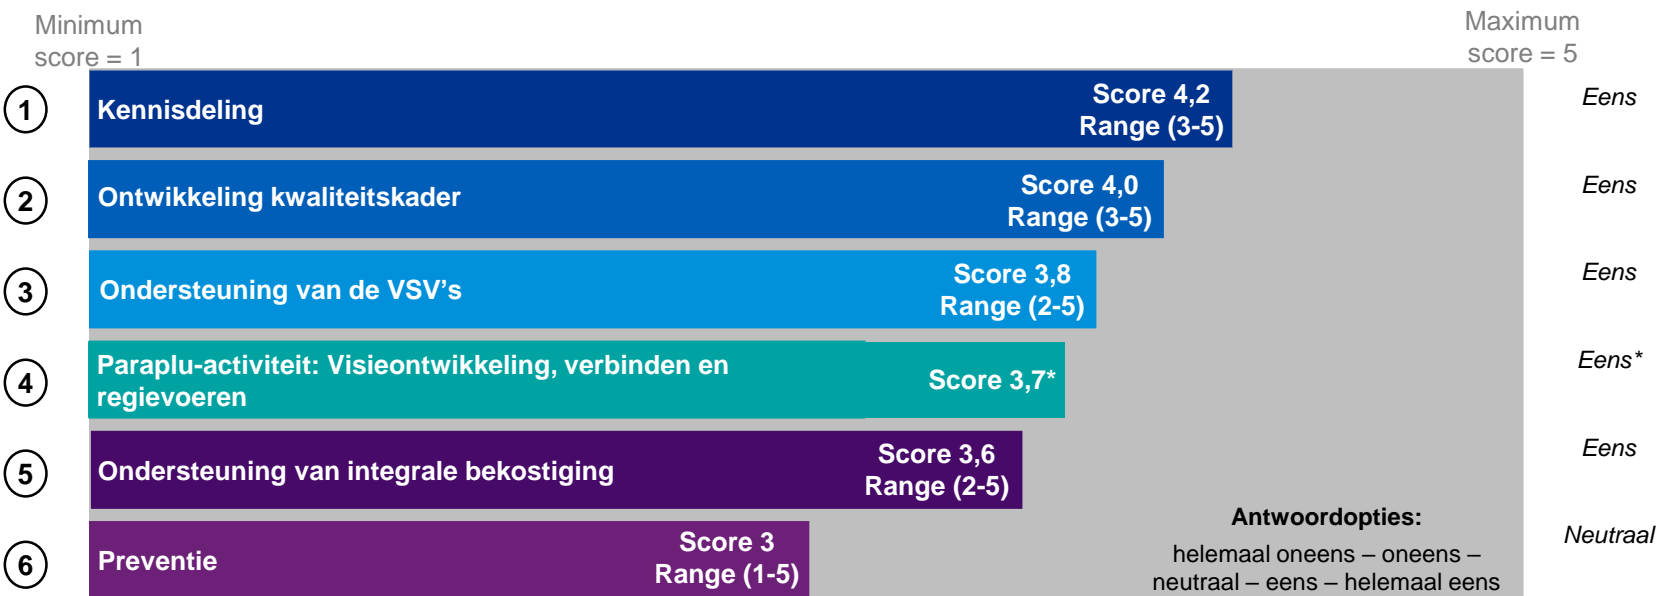 Minimum
score = 1
Maximum
score = 5
1
Kennisdeling
Score 4,2
Range (3-5)
Eens
2
Ontwikkeling kwaliteitskader
Score 4,0
Range (3-5)
Eens
3
Ondersteuning van de VSV’s
Score 3,8
Range (2-5)
Eens
4
Paraplu-activiteit: Visieontwikkeling, verbinden en
regievoeren
Score 3,7*
Eens*
5
Ondersteuning van integrale bekostiging
Score 3,6
Range (2-5)
Eens
6
Preventie
Score 3
Range (1-5)
Neutraal
Antwoordopties:
helemaal oneens – oneens –
neutraal – eens – helemaal eens